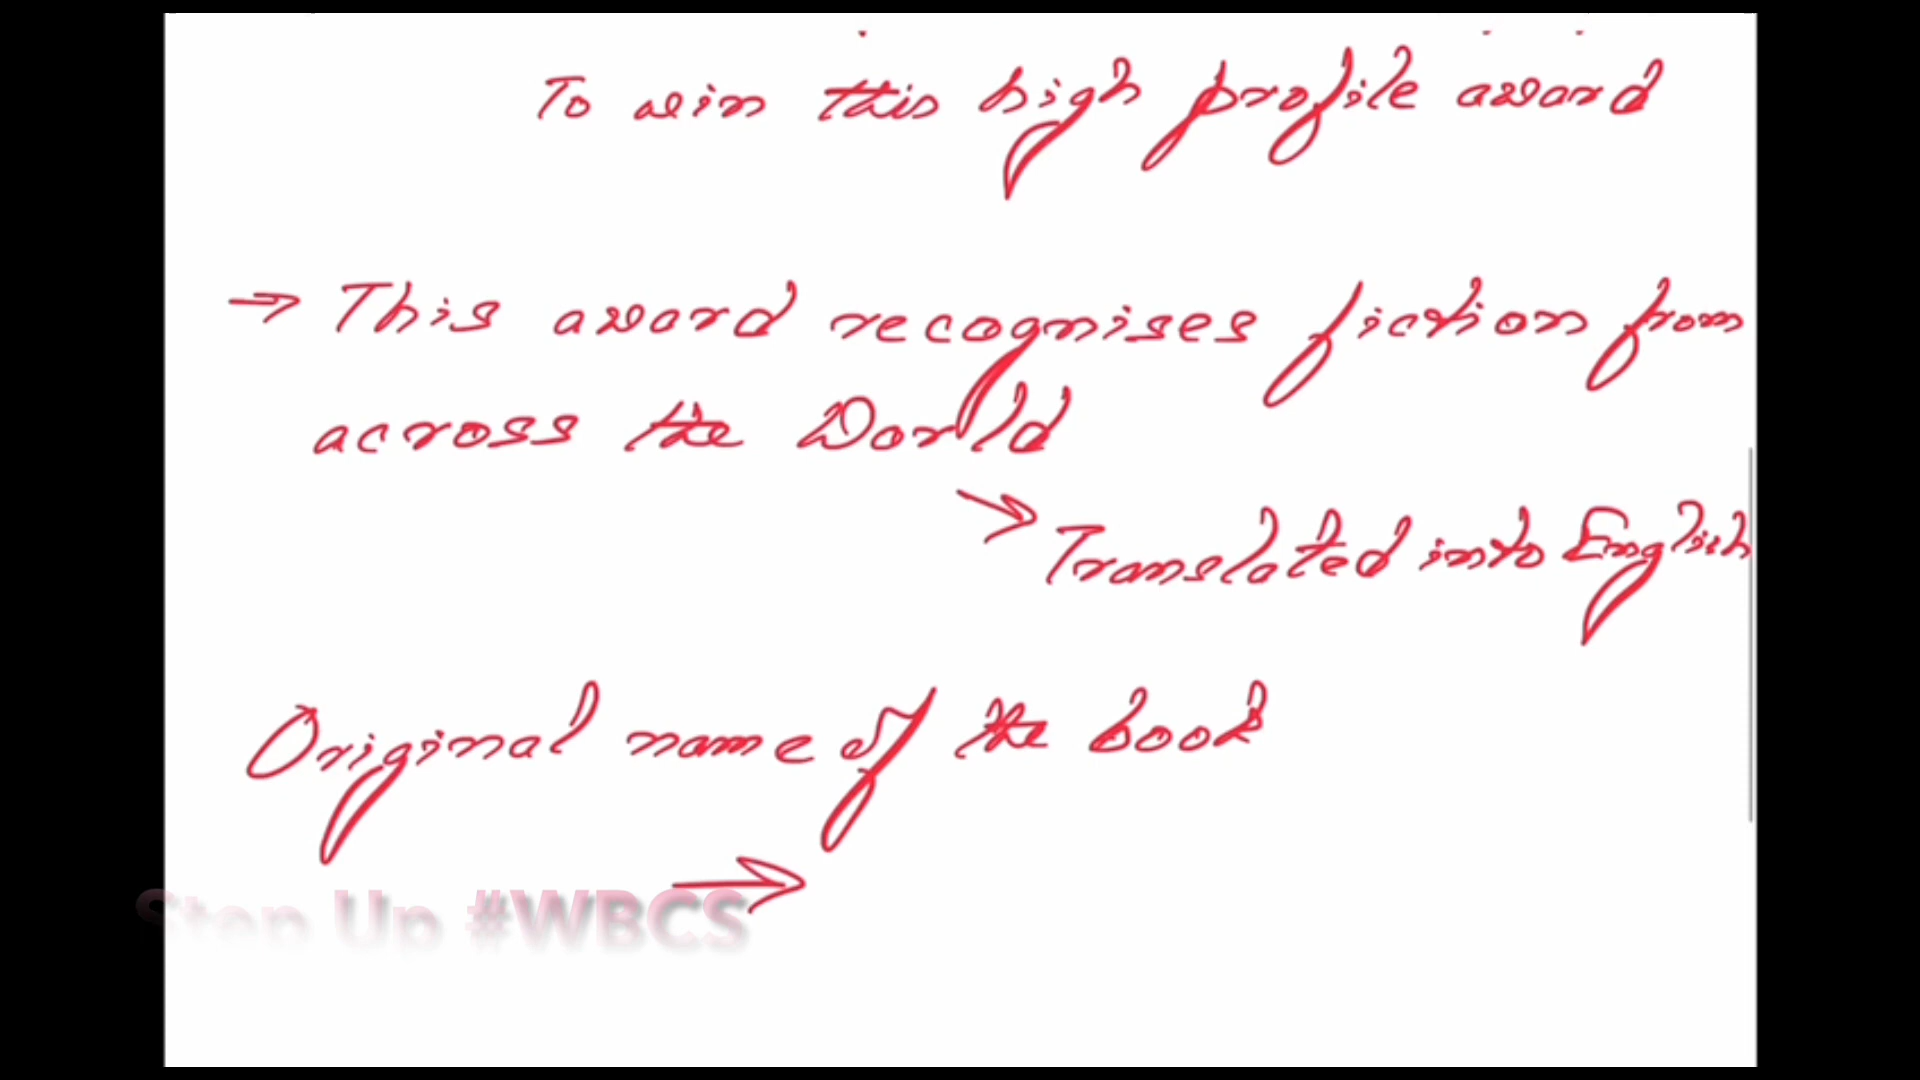 To win this high profile award
→ This award recognises fiction from
across the World
→ Translated into English
Original name of the book
→
Step Up #WBCS